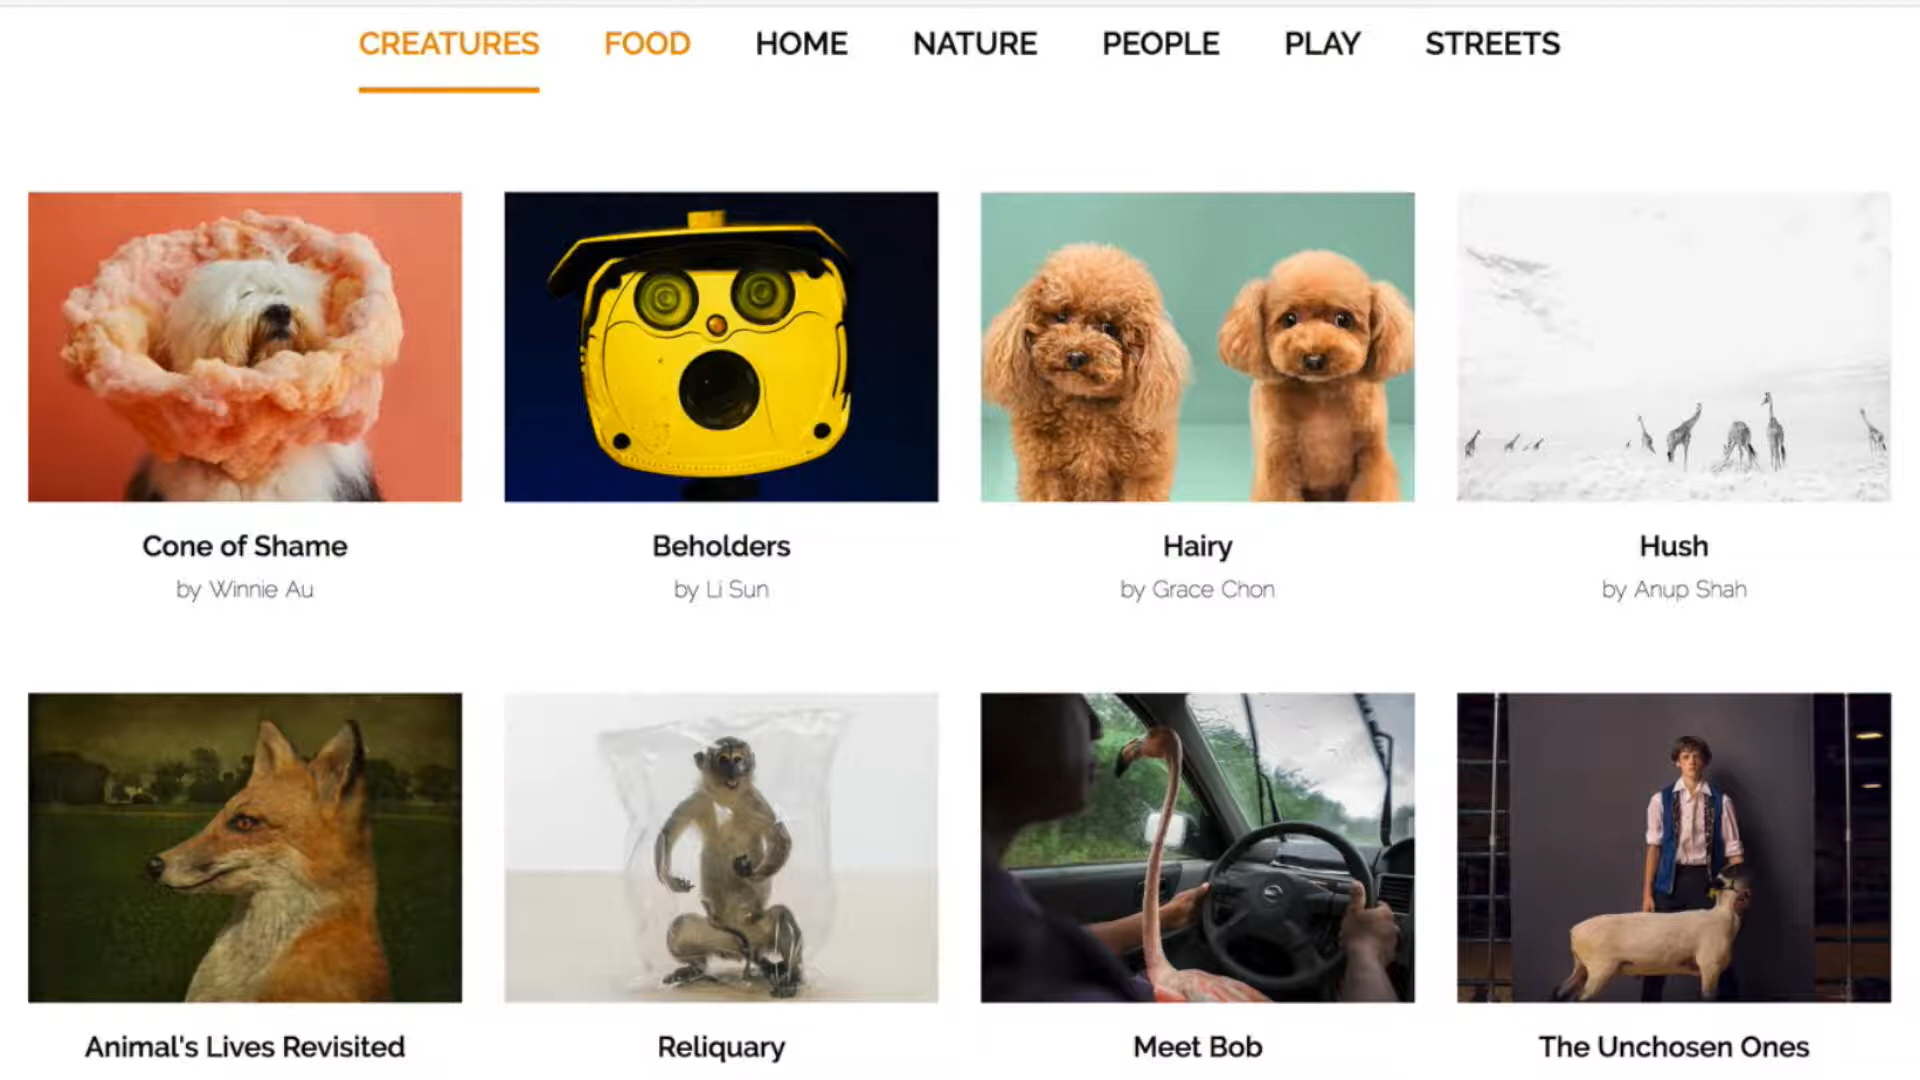 CREATURES FOOD HOME NATURE PEOPLE PLAY STREETS
Cone of Shame
by Winnie Au
Beholders
by Li Sun
Hairy
by Grace Chon
Hush
by Anup Shah
Animal's Lives Revisited
Reliquary
Meet Bob
The Unchosen Ones